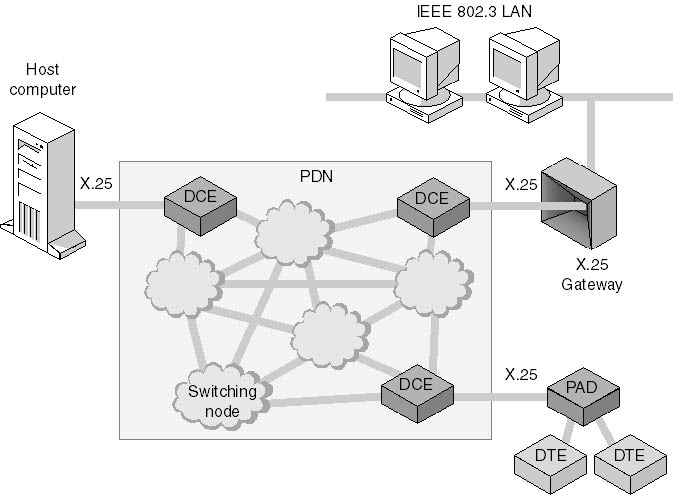 IEEE 802.3 LAN
Host
computer
X.25
PDN
DCE
DCE
X.25
X.25
Gateway
Switching
node
DCE
X.25
PAD
DTE
DTE